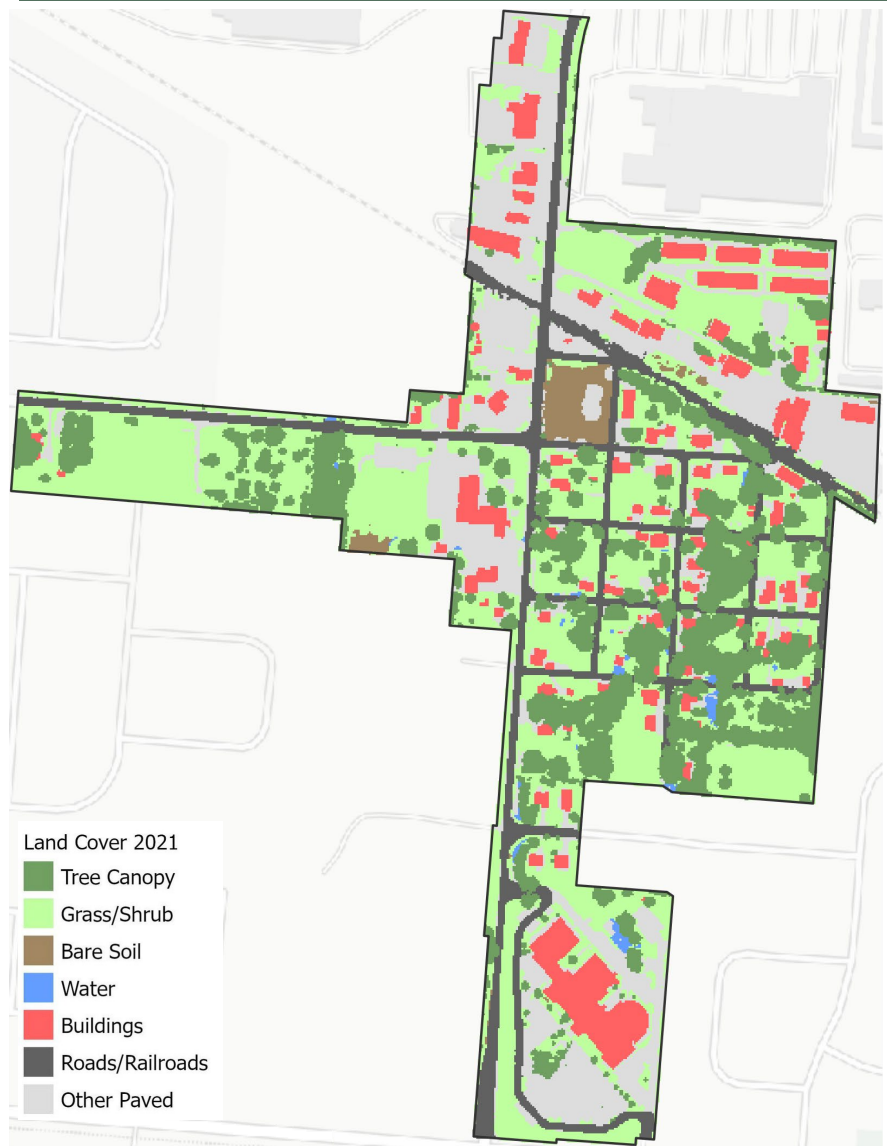 Land Cover 2021
Tree Canopy
Grass/Shrub
Bare Soil
Water
Buildings
Roads/Railroads
Other Paved